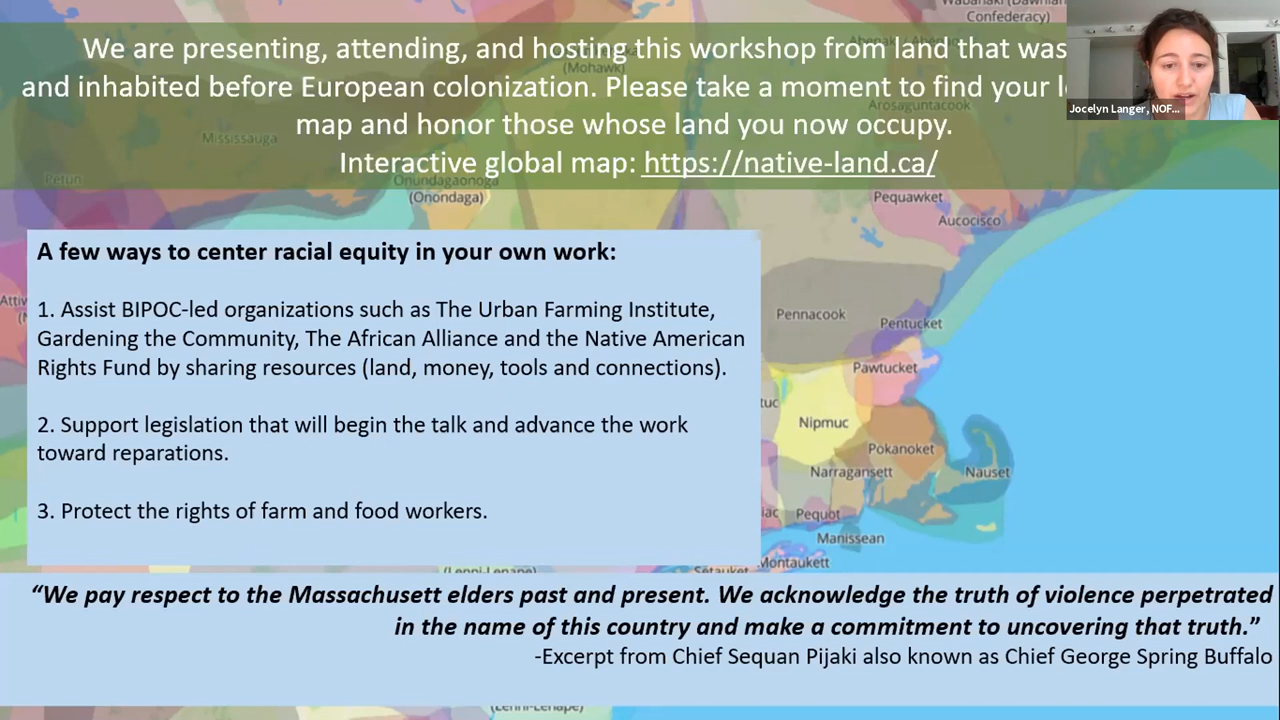 Wabanaki (Dawnlan
Confederacy)
We are presenting, attending, and hosting this workshop from land that was
(Mohawk)
and inhabited before European colonization. Please take a moment to find your l
Arosaguntacook
Jocelyn Langer, NOF...
map and honor those whose land you now occupy.
Mississauga
Interactive global map: https://native-land.ca/
Petun
Onundagaonoga
(Onondaga)
Pequawket
Aucocisco
A few ways to center racial equity in your own work:
1. Assist BIPOC-led organizations such as The Urban Farming Institute,
Gardening the Community, The African Alliance and the Native American
Rights Fund by sharing resources (land, money, tools and connections).
2. Support legislation that will begin the talk and advance the work
toward reparations.
3. Protect the rights of farm and food workers.
Pennacook
Pentucket
Pawtucket
Nipmuc
Pokanoket
Narragansett
Nauset
Pequot
Manissean
Montaukett
(Lenni-Lenape)
Setauket
“We pay respect to the Massachusett elders past and present. We acknowledge the truth of violence perpetrated
in the name of this country and make a commitment to uncovering that truth.”
-Excerpt from Chief Sequan Pijaki also known as Chief George Spring Buffalo
(Lenni-Lenape)